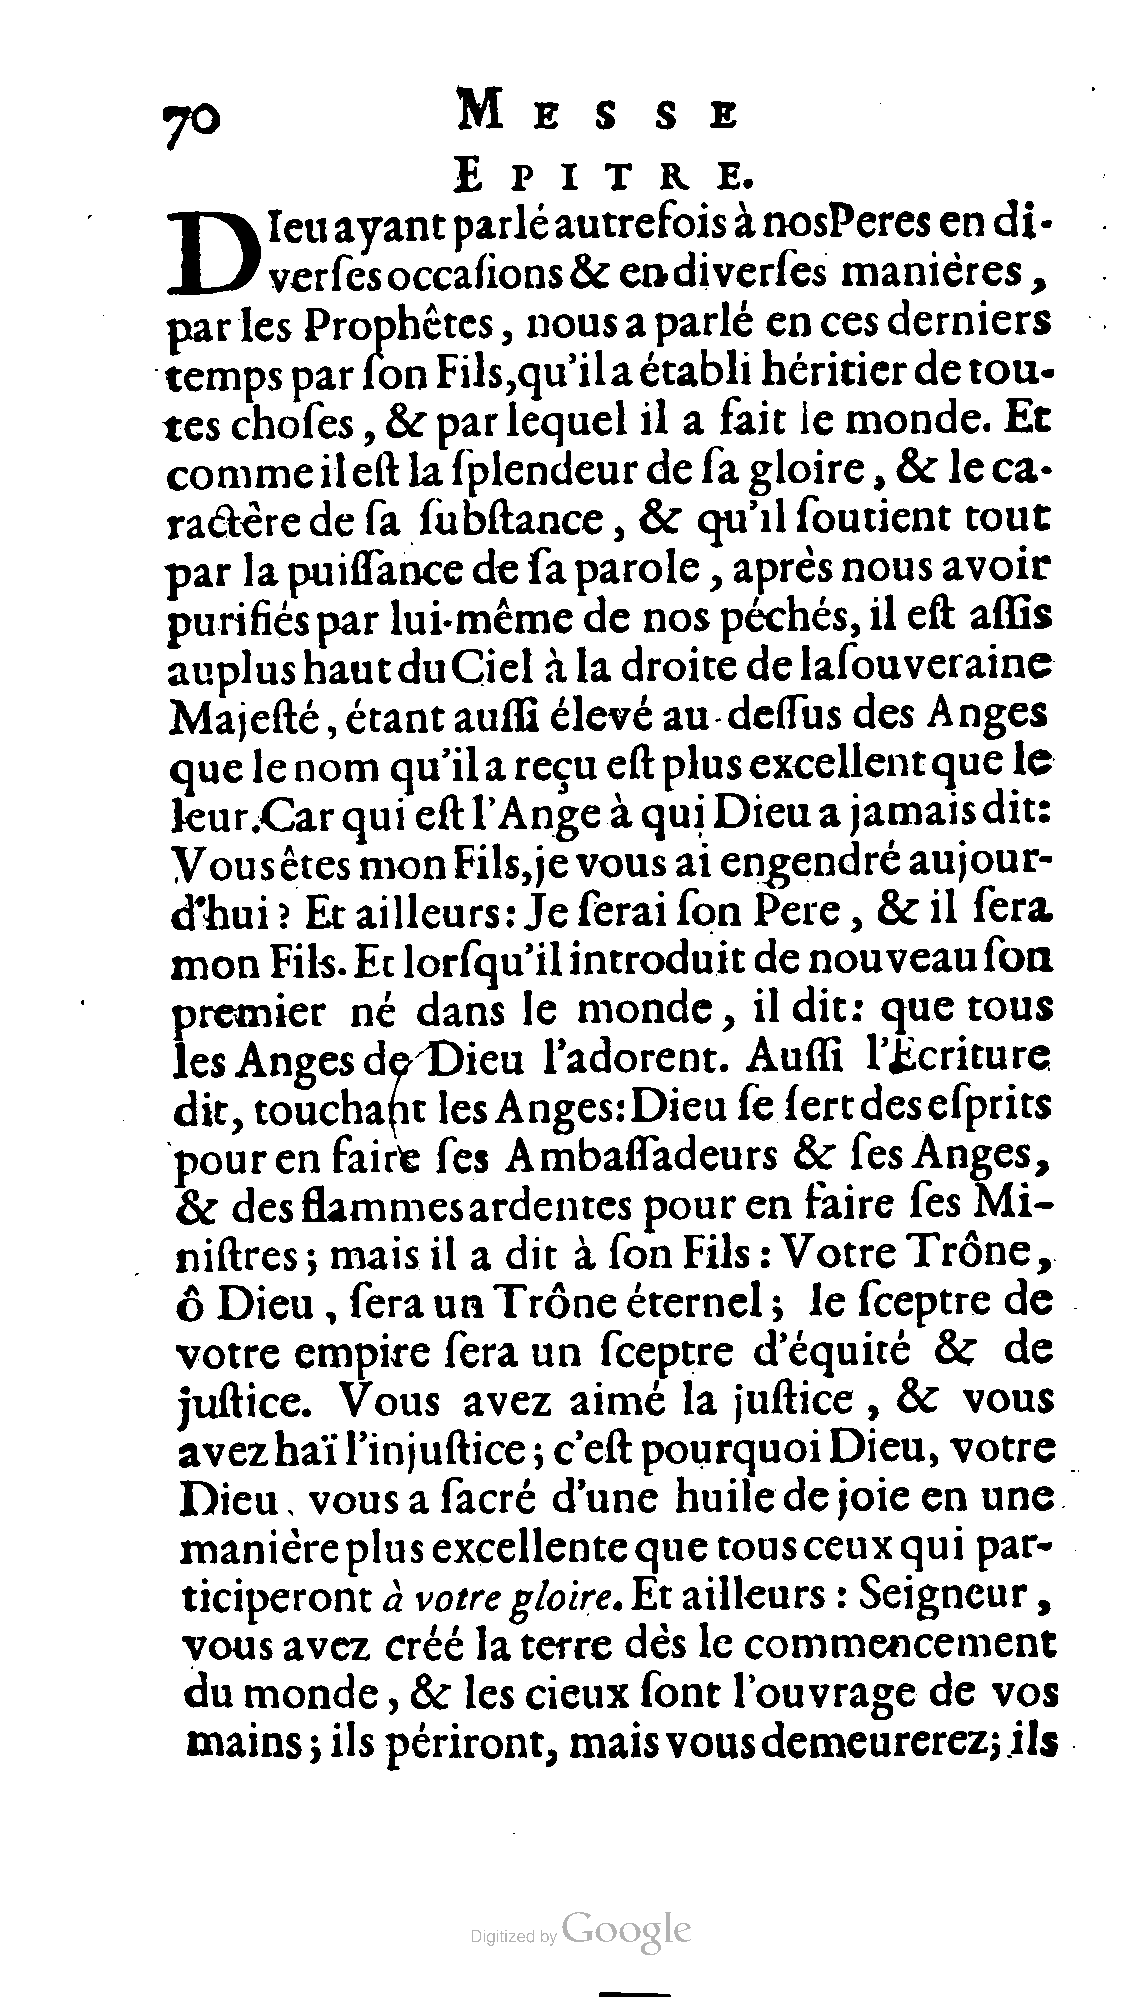 70 MESSE
EPITRE.
DIeu ayant parlé autrefois à nos Peres en di-
verſes occaſions & en diverſes manières,
par les Prophêtes, nous a parlé en ces derniers
temps par ſon Fils, qu'il a établi héritier de tou-
tes choſes, & par lequel il a fait le monde. Et
comme il eſt la ſplendeur de ſa gloire, & le ca-
ractère de ſa ſubſtance, & qu'il ſoutient tout
par la puiſſance de ſa parole, après nous avoir
purifiés par lui-même de nos péchés, il eſt aſſis
au plus haut du Ciel à la droite de la ſouveraine
Majeſté, étant auſſi élevé au-deſſus des Anges
que le nom qu'il a reçu eſt plus excellent que le
leur. Car qui eſt l'Ange à qui Dieu a jamais dit:
Vous êtes mon Fils, je vous ai engendré aujour-
d'hui? Et ailleurs: Je ſerai ſon Pere, & il ſera
mon Fils. Et lorſqu'il introduit de nouveau ſon
premier né dans le monde, il dit: que tous
les Anges de Dieu l'adorent. Auſſi l'Ecriture
dit, touchant les Anges: Dieu ſe ſert des eſprits
pour en faire ſes Ambaſſadeurs & ſes Anges,
& des flammes ardentes pour en faire ſes Mi-
niſtres; mais il a dit à ſon Fils: Votre Trône,
ô Dieu, ſera un Trône éternel; le ſceptre de
votre empire ſera un ſceptre d'équité & de
juſtice. Vous avez aimé la juſtice, & vous
avez haï l'injuſtice; c'eſt pourquoi Dieu, votre
Dieu, vous a ſacré d'une huile de joie en une
manière plus excellente que tous ceux qui par-
ticiperont à votre gloire. Et ailleurs: Seigneur,
vous avez créé la terre dès le commencement
du monde, & les cieux ſont l'ouvrage de vos
mains; ils périront, mais vous demeurerez; ils
Digitized by Google